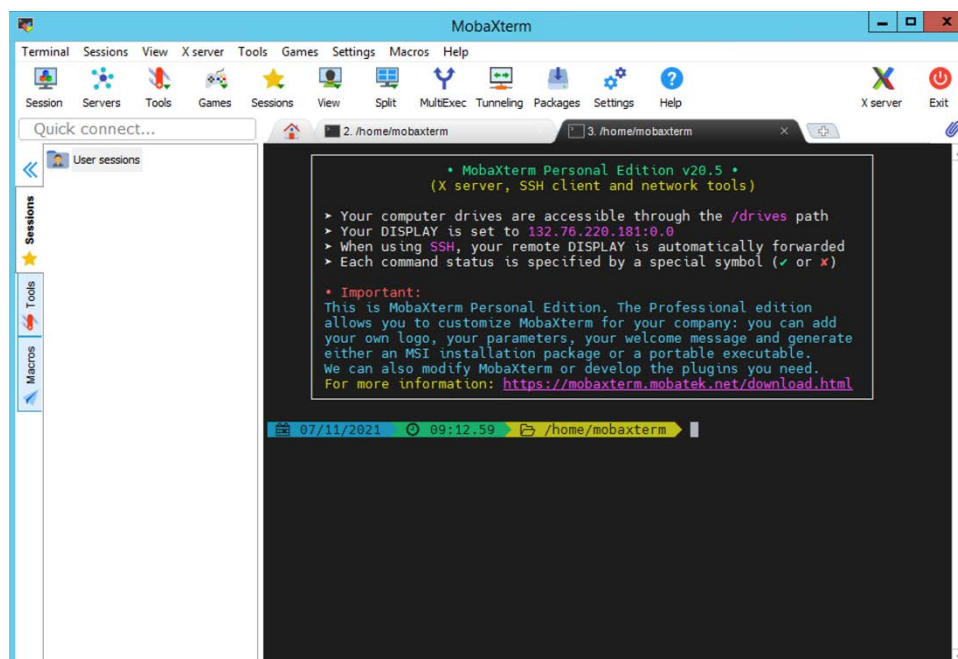 MobaXterm
Terminal Sessions View X server Tools Games Settings Macros Help
Session Servers Tools Games Sessions View Split MultiExec Tunneling Packages Settings Help X server Exit
Quick connect...
2. /home/mobaxterm
3. /home/mobaxterm
User sessions
Sessions
Tools
Macros
• MobaXterm Personal Edition v20.5 •
(X server, SSH client and network tools)
➤ Your computer drives are accessible through the /drives path
➤ Your DISPLAY is set to 132.76.220.181:0.0
➤ When using SSH, your remote DISPLAY is automatically forwarded
➤ Each command status is specified by a special symbol (✔ or ✘)
• Important:
This is MobaXterm Personal Edition. The Professional edition
allows you to customize MobaXterm for your company: you can add
your own logo, your parameters, your welcome message and generate
either an MSI installation package or a portable executable.
We can also modify MobaXterm or develop the plugins you need.
For more information: https://mobaxterm.mobatek.net/download.html
07/11/2021 09:12.59 /home/mobaxterm